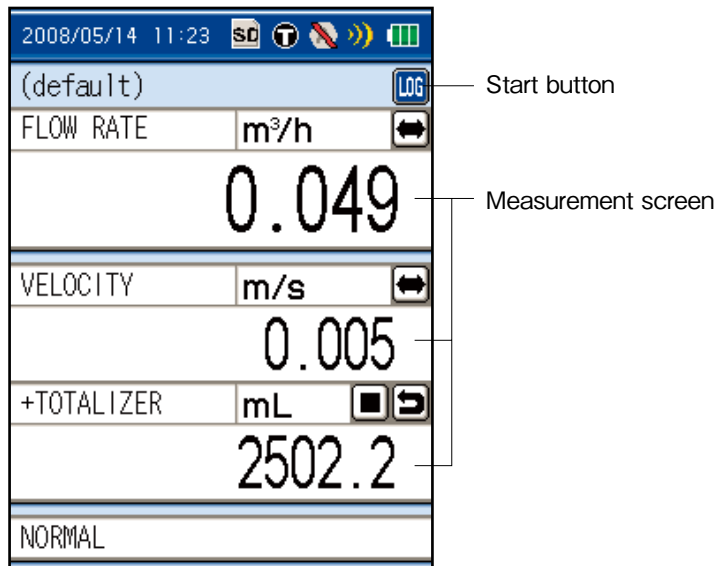 2008/05/14 11:23 SD T
(default) LOG Start button
FLOW RATE m³/h
0.049 Measurement screen
VELOCITY m/s
0.005
+TOTALIZER mL
2502.2
NORMAL